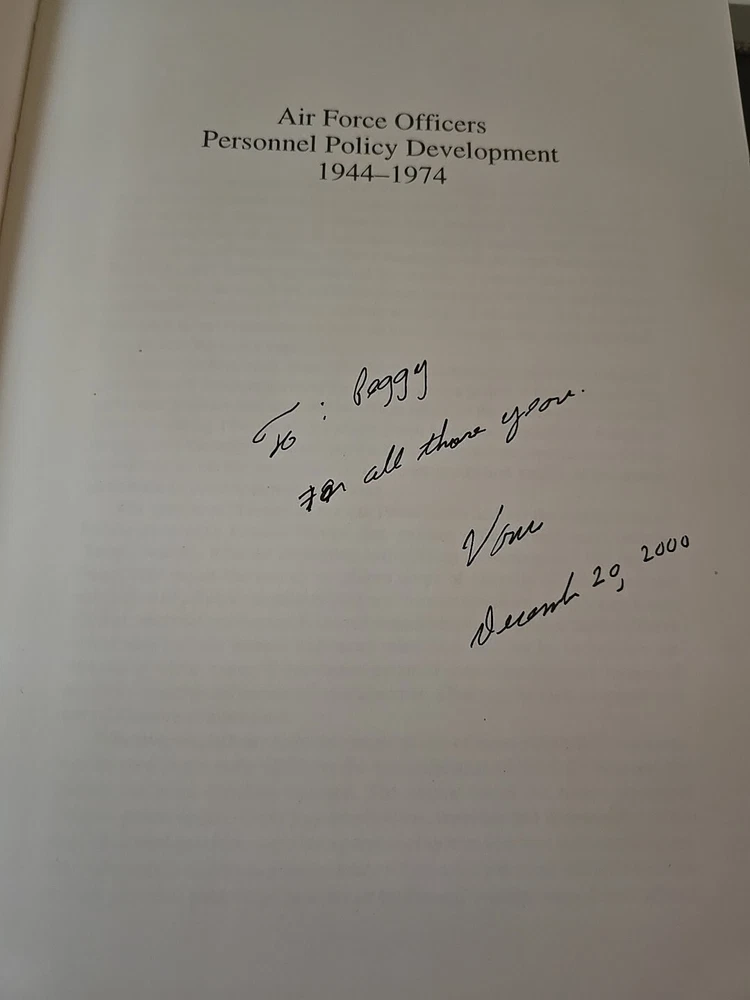 Air Force Officers
Personnel Policy Development
1944–1974
To: Peggy
For all those years.
Vance
December 20, 2000